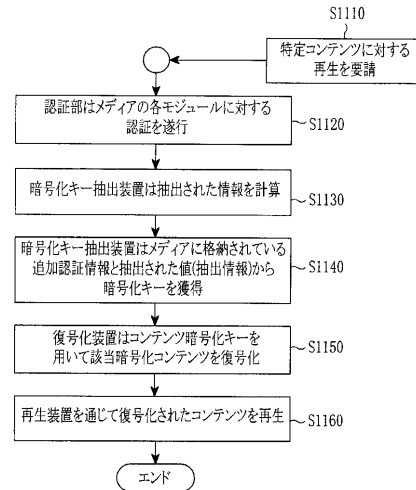 S1110
特定コンテンツに対する
再生を要請
認証部はメディアの各モジュールに対する
認証を遂行
S1120
暗号化キー抽出装置は抽出された情報を計算
S1130
暗号化キー抽出装置はメディアに格納されている
追加認証情報と抽出された値(抽出情報)から
暗号化キーを獲得
S1140
復号化装置はコンテンツ暗号化キーを
用いて該当暗号化コンテンツを復号化
S1150
再生装置を通じて復号化されたコンテンツを再生
S1160
エンド